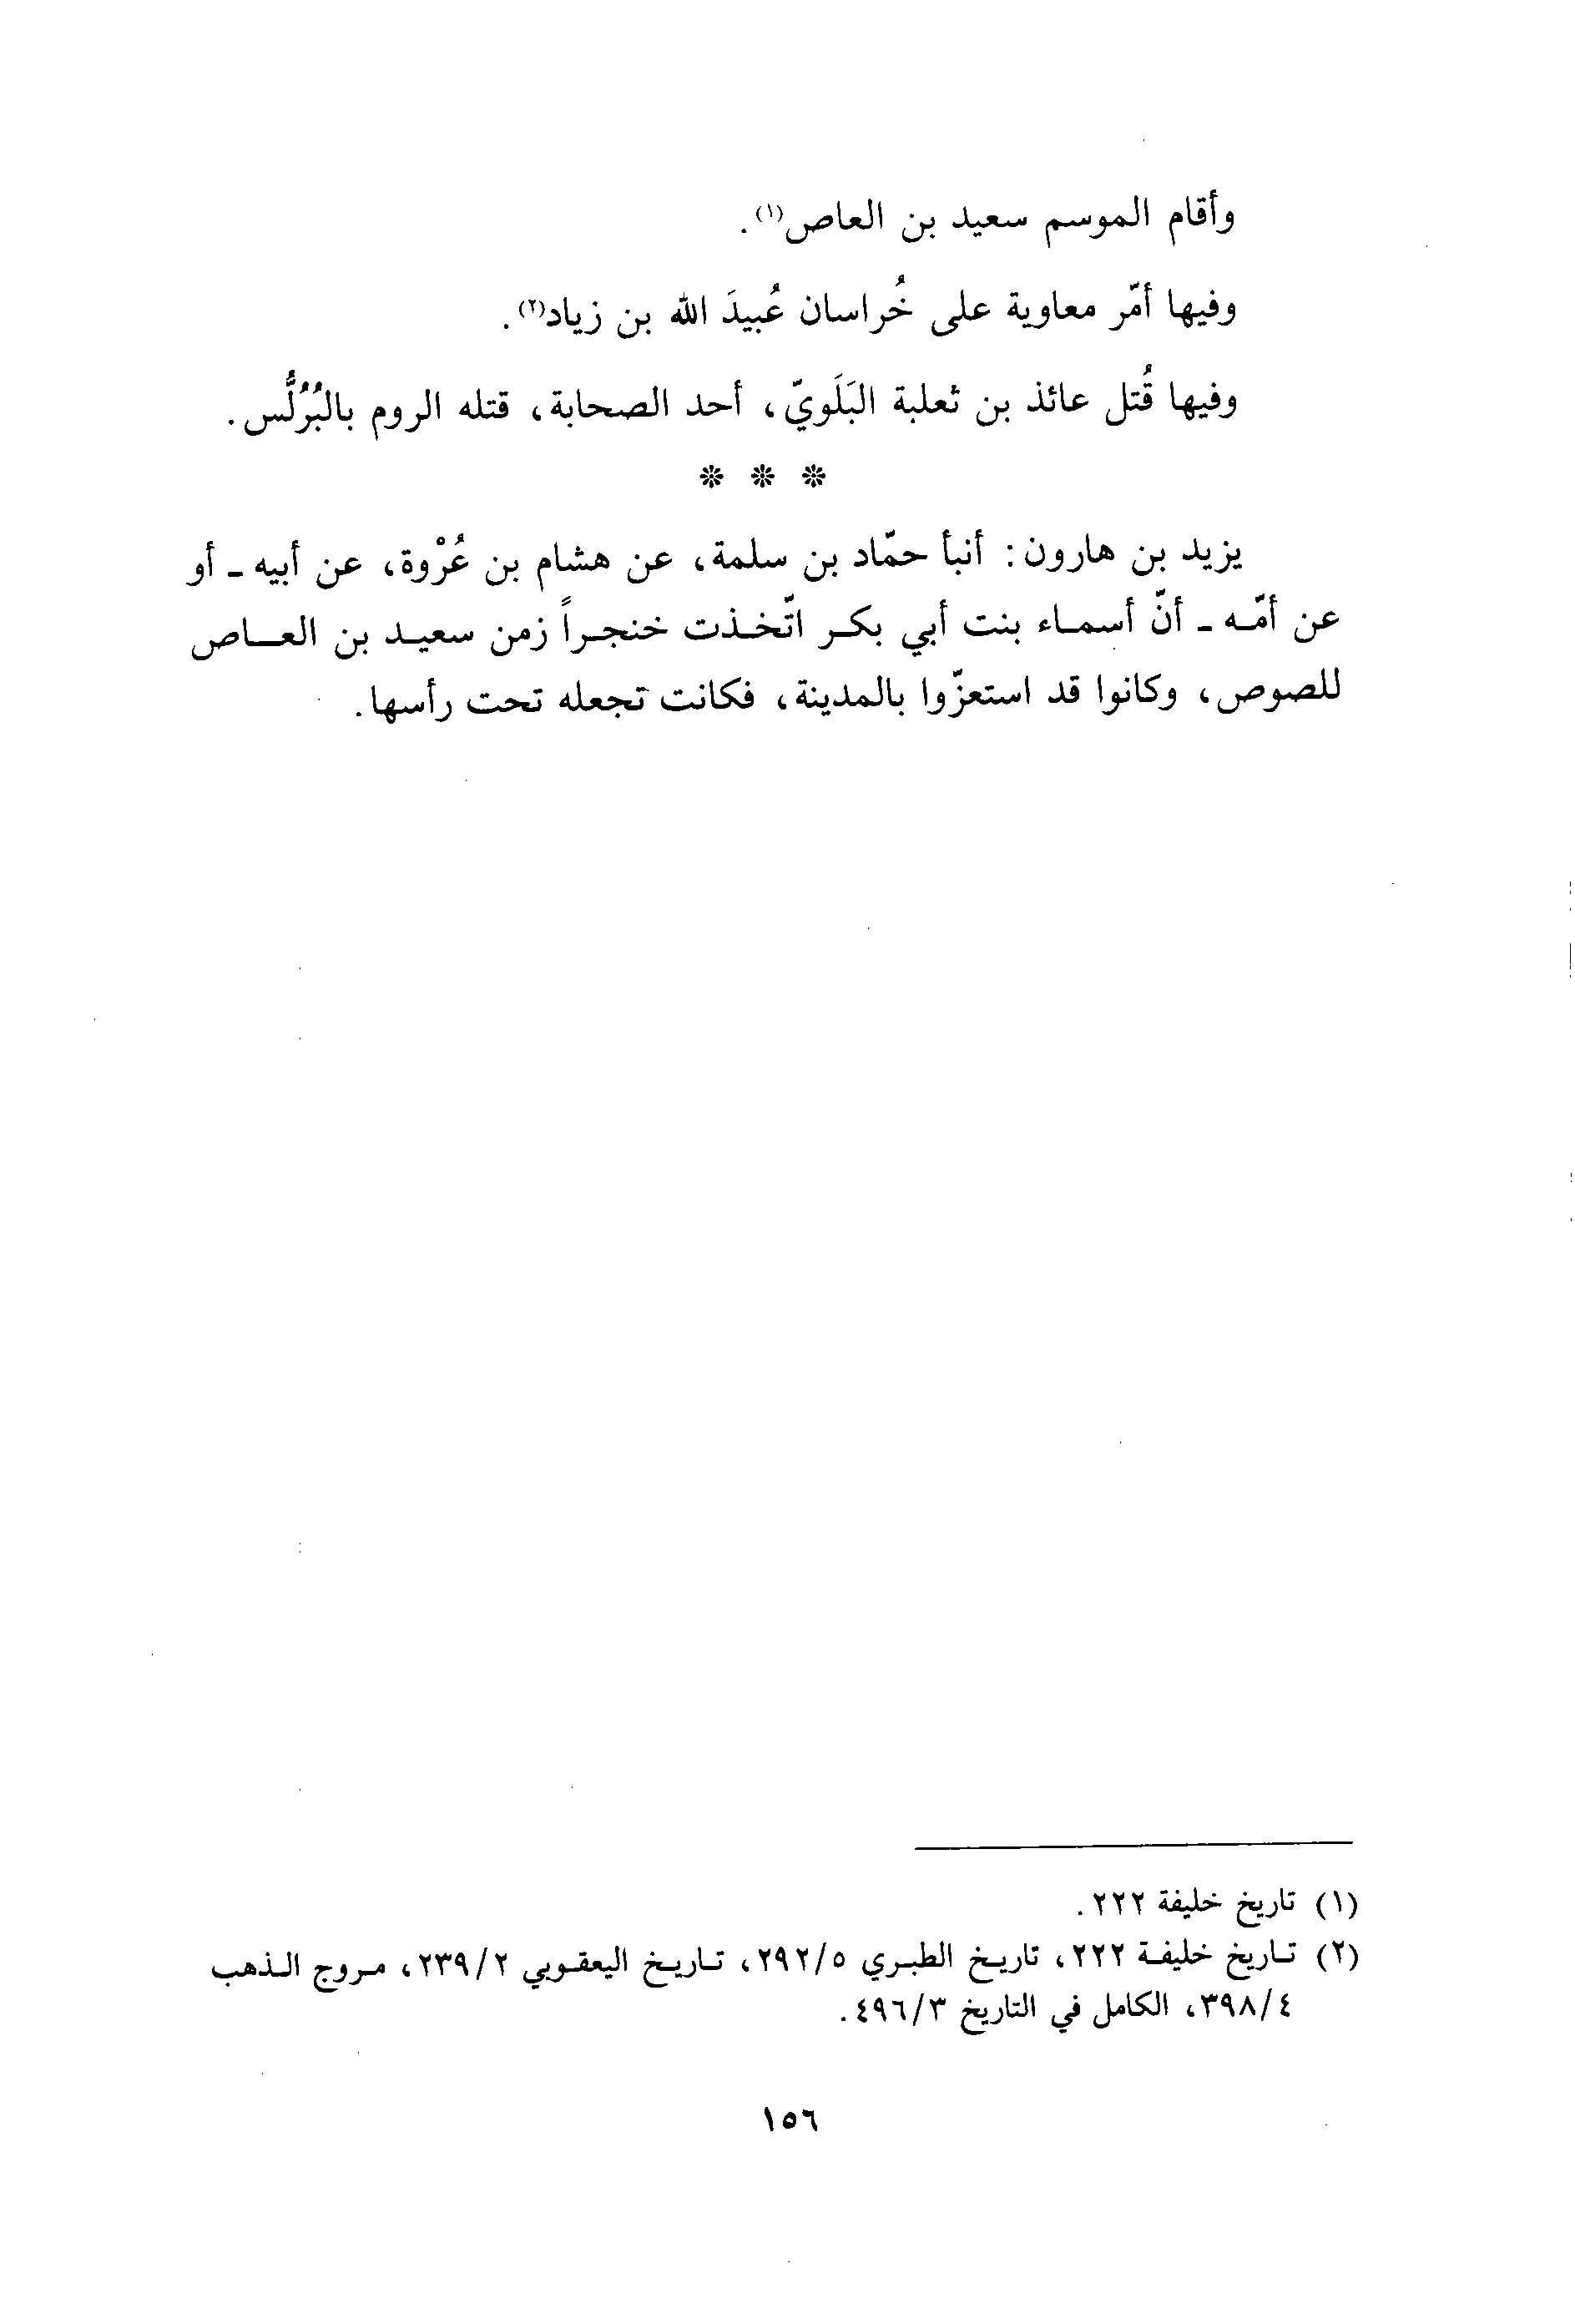 وأقام الموسم سعيد بن العاص(١).
وفيها أمّر معاوية على خُراسان عُبيدَ الله بن زياد(٢).
وفيها قُتل عائذ بن ثعلبة البَلَويّ، أحد الصحابة، قتله الروم بالبُرُلُّس.
* * *
يزيد بن هارون: أنبأ حمّاد بن سلمة، عن هشام بن عُرْوة، عن أبيه ـ أو
عن أمّه ـ أنّ أسماء بنت أبي بكر اتّخذت خنجراً زمن سعيد بن العاص
للصوص، وكانوا قد استعزّوا بالمدينة، فكانت تجعله تحت رأسها.
(١) تاريخ خليفة ٢٢٢.
(٢) تاريخ خليفة ٢٢٢، تاريخ الطبري ٢٩٢/٥، تاريخ اليعقوبي ٢٣٩/٢، مروج الذهب
٣٩٨/٤، الكامل في التاريخ ٤٩٦/٣.
١٥٦